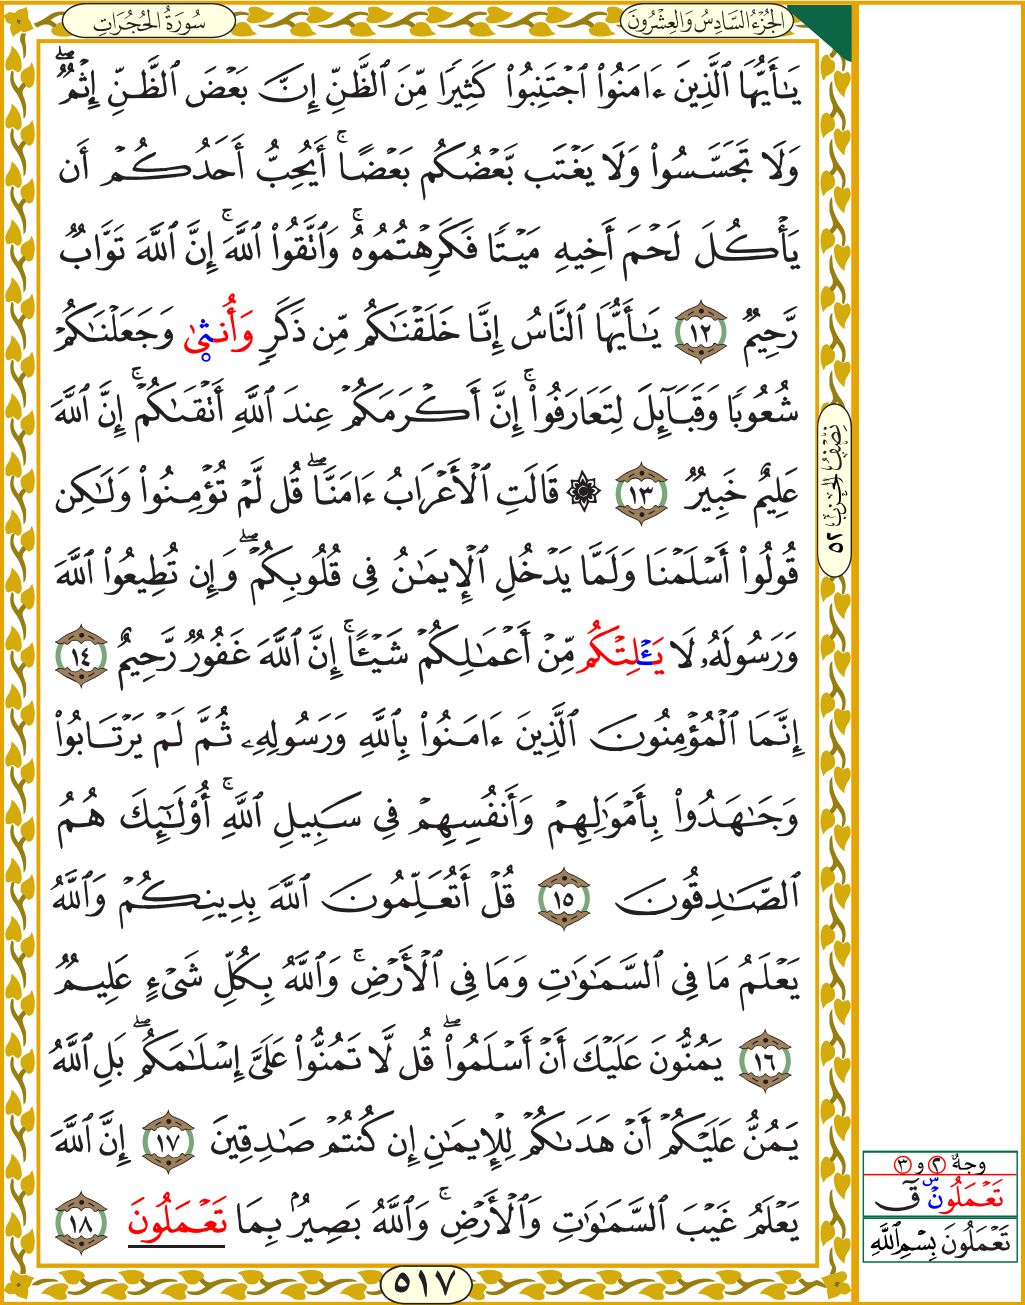 سُورَةُ الحُجُرَاتِ
الجُزْءُ السَّادِسُ وَالعِشْرُونَ
يَٰٓأَيُّهَا ٱلَّذِينَ ءَامَنُوا۟ ٱجْتَنِبُوا۟ كَثِيرًا مِّنَ ٱلظَّنِّ إِنَّ بَعْضَ ٱلظَّنِّ إِثْمٌ ۖ
وَلَا تَجَسَّسُوا۟ وَلَا يَغْتَب بَّعْضُكُم بَعْضًا ۚ أَيُحِبُّ أَحَدُكُمْ أَن
يَأْكُلَ لَحْمَ أَخِيهِ مَيْتًا فَكَرِهْتُمُوهُ ۚ وَٱتَّقُوا۟ ٱللَّهَ ۚ إِنَّ ٱللَّهَ تَوَّابٌ
رَّحِيمٌ ١٢ يَٰٓأَيُّهَا ٱلنَّاسُ إِنَّا خَلَقْنَٰكُم مِّن ذَكَرٍ وَأُنثَىٰ وَجَعَلْنَٰكُمْ
شُعُوبًا وَقَبَآئِلَ لِتَعَارَفُوٓا۟ ۚ إِنَّ أَكْرَمَكُمْ عِندَ ٱللَّهِ أَتْقَىٰكُمْ ۚ إِنَّ ٱللَّهَ
عَلِيمٌ خَبِيرٌ ١٣ ۞ قَالَتِ ٱلْأَعْرَابُ ءَامَنَّا ۖ قُل لَّمْ تُؤْمِنُوا۟ وَلَٰكِن
قُولُوٓا۟ أَسْلَمْنَا وَلَمَّا يَدْخُلِ ٱلْإِيمَٰنُ فِى قُلُوبِكُمْ ۖ وَإِن تُطِيعُوا۟ ٱللَّهَ
وَرَسُولَهُۥ لَا يَـْٔلِتْكُم مِّنْ أَعْمَٰلِكُمْ شَيْـًٔا ۚ إِنَّ ٱللَّهَ غَفُورٌ رَّحِيمٌ ١٤
إِنَّمَا ٱلْمُؤْمِنُونَ ٱلَّذِينَ ءَامَنُوا۟ بِٱللَّهِ وَرَسُولِهِۦ ثُمَّ لَمْ يَرْتَابُوا۟
وَجَٰهَدُوا۟ بِأَمْوَٰلِهِمْ وَأَنفُسِهِمْ فِى سَبِيلِ ٱللَّهِ ۚ أُو۟لَٰٓئِكَ هُمُ
ٱلصَّٰدِقُونَ ١٥ قُلْ أَتُعَلِّمُونَ ٱللَّهَ بِدِينِكُمْ وَٱللَّهُ
يَعْلَمُ مَا فِى ٱلسَّمَٰوَٰتِ وَمَا فِى ٱلْأَرْضِ ۚ وَٱللَّهُ بِكُلِّ شَىْءٍ عَلِيمٌ
١٦ يَمُنُّونَ عَلَيْكَ أَنْ أَسْلَمُوا۟ ۖ قُل لَّا تَمُنُّوا۟ عَلَىَّ إِسْلَٰمَكُم ۖ بَلِ ٱللَّهُ
يَمُنُّ عَلَيْكُمْ أَنْ هَدَىٰكُمْ لِلْإِيمَٰنِ إِن كُنتُمْ صَٰدِقِينَ ١٧ إِنَّ ٱللَّهَ
يَعْلَمُ غَيْبَ ٱلسَّمَٰوَٰتِ وَٱلْأَرْضِ ۚ وَٱللَّهُ بَصِيرٌۢ بِمَا تَعْمَلُونَ ١٨
٥١٧
نِصْفُ الْحِزْبِ ٥٢
وجهٌ ٢ و ٣
تَعْمَلُونَ ۜ قٓ
تَعْمَلُونَ بِسْمِ ٱللَّهِ